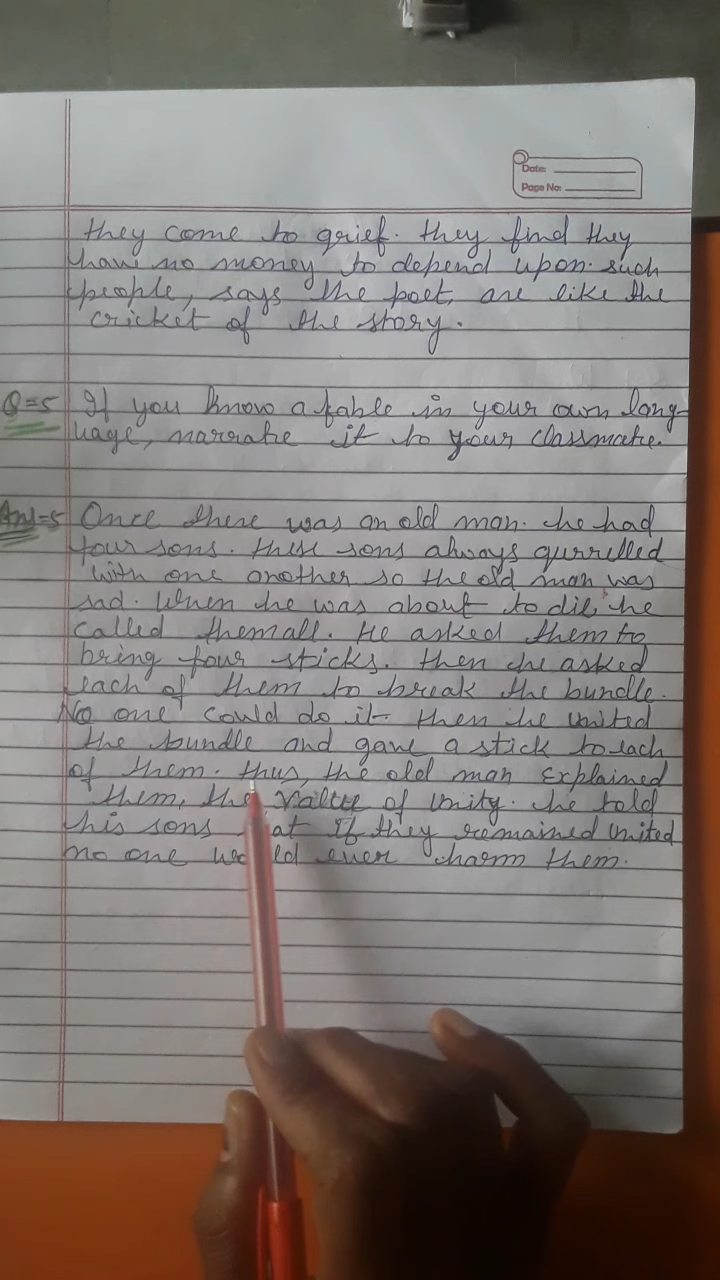 Date:
Page No:
they come to grief. they find they
have no money to depend upon. such
people, says the poet, are like the
cricket of the story.
Q=5 If you know a fable in your own lang-
uage, narrate it to your classmate.
Ans=5 Once there was an old man. he had
four sons. these sons always qurrelled
with one another so the old man was
sad. When he was about to die, he
called them all. He asked them to
bring four sticks. then he asked
each of them to break the bundle.
No one could do it. then he united
the bundle and gave a stick to each
of them. thus, the old man explained
them, the value of unity. he told
his sons that if they remained united
no one would ever harm them.